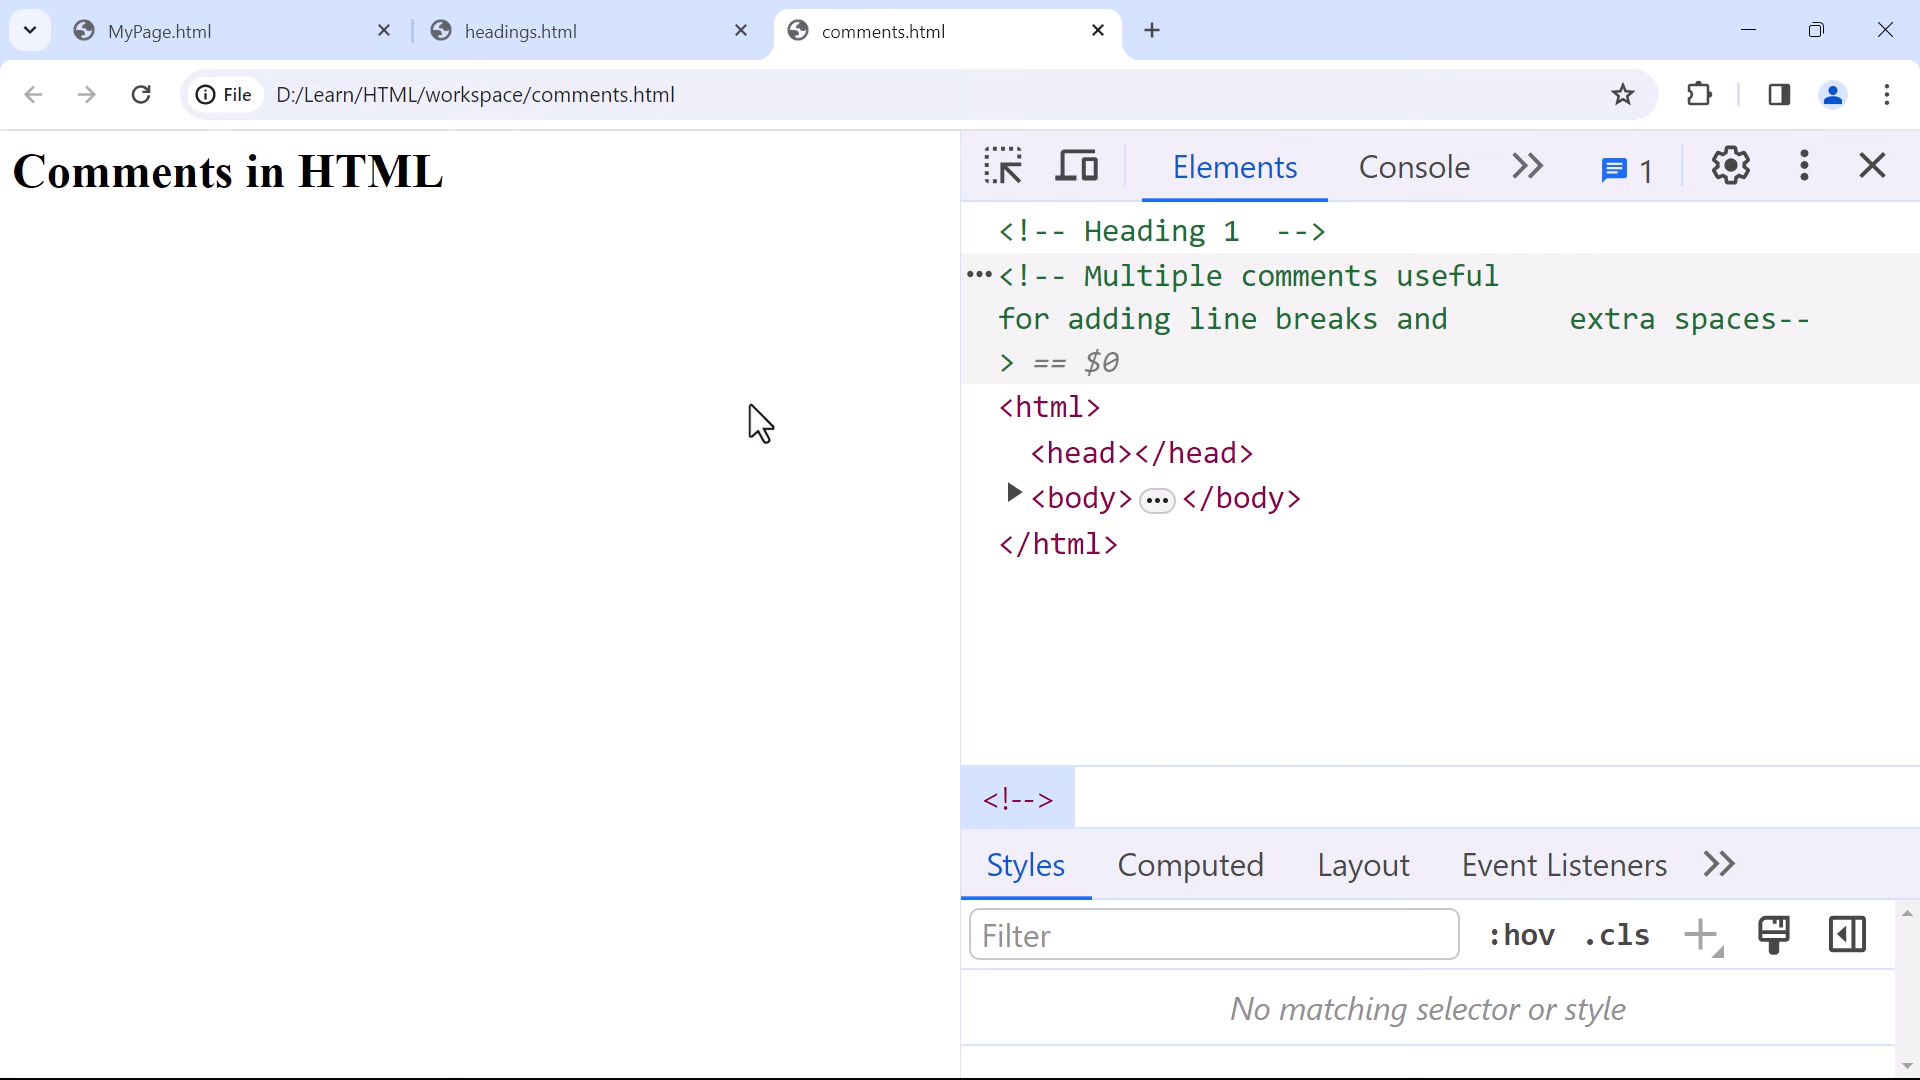 MyPage.html
headings.html
comments.html
File D:/Learn/HTML/workspace/comments.html
Comments in HTML
Elements Console 1
<!-- Heading 1  -->
<!-- Multiple comments useful
for adding line breaks and       extra spaces--
> == $0
<html>
<head></head>
<body>…</body>
</html>
<!-->
Styles Computed Layout Event Listeners
Filter :hov .cls
No matching selector or style